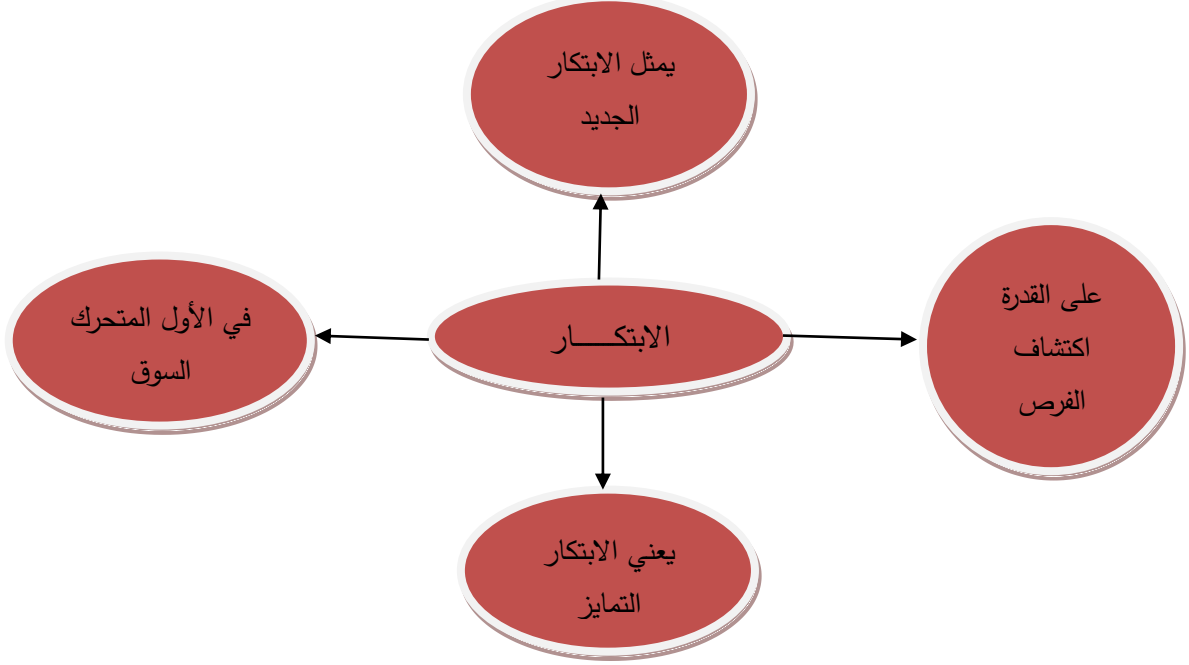 يمثل الابتكار
الجديد
على القدرة
اكتشاف
الفرص
الابتكـــــار
في الأول المتحرك
السوق
يعني الابتكار
التمايز